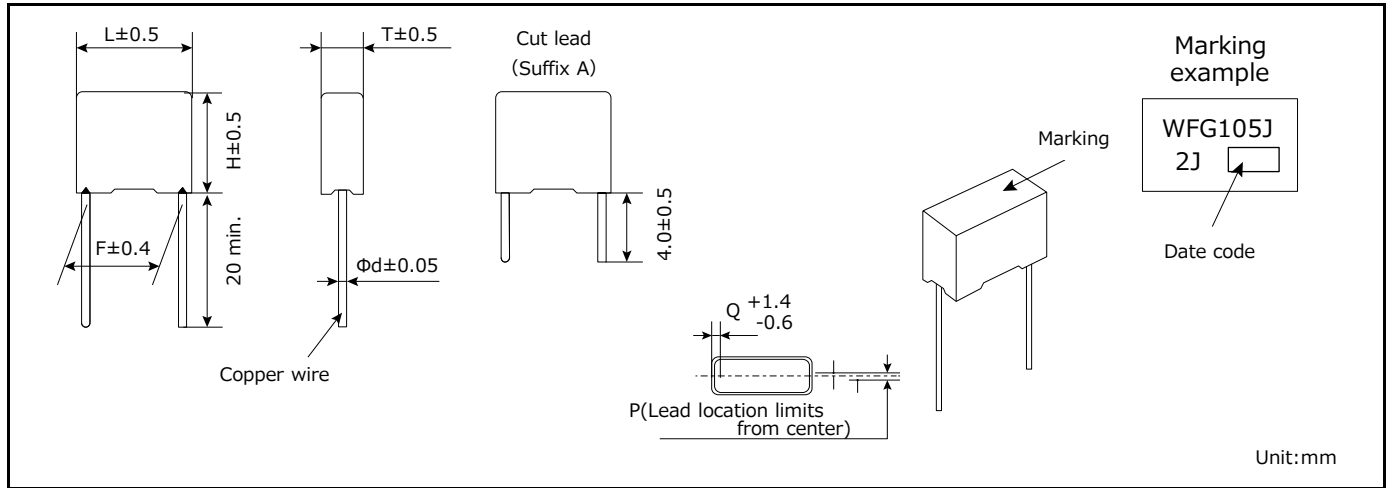 L±0.5
T±0.5
Cut lead
(Suffix A)
Marking
example
H±0.5
WFG105J
2J
Marking
4.0±0.5
F±0.4
20 min.
Φd±0.05
Date code
Q +1.4
-0.6
Copper wire
P(Lead location limits
from center)
Unit:mm